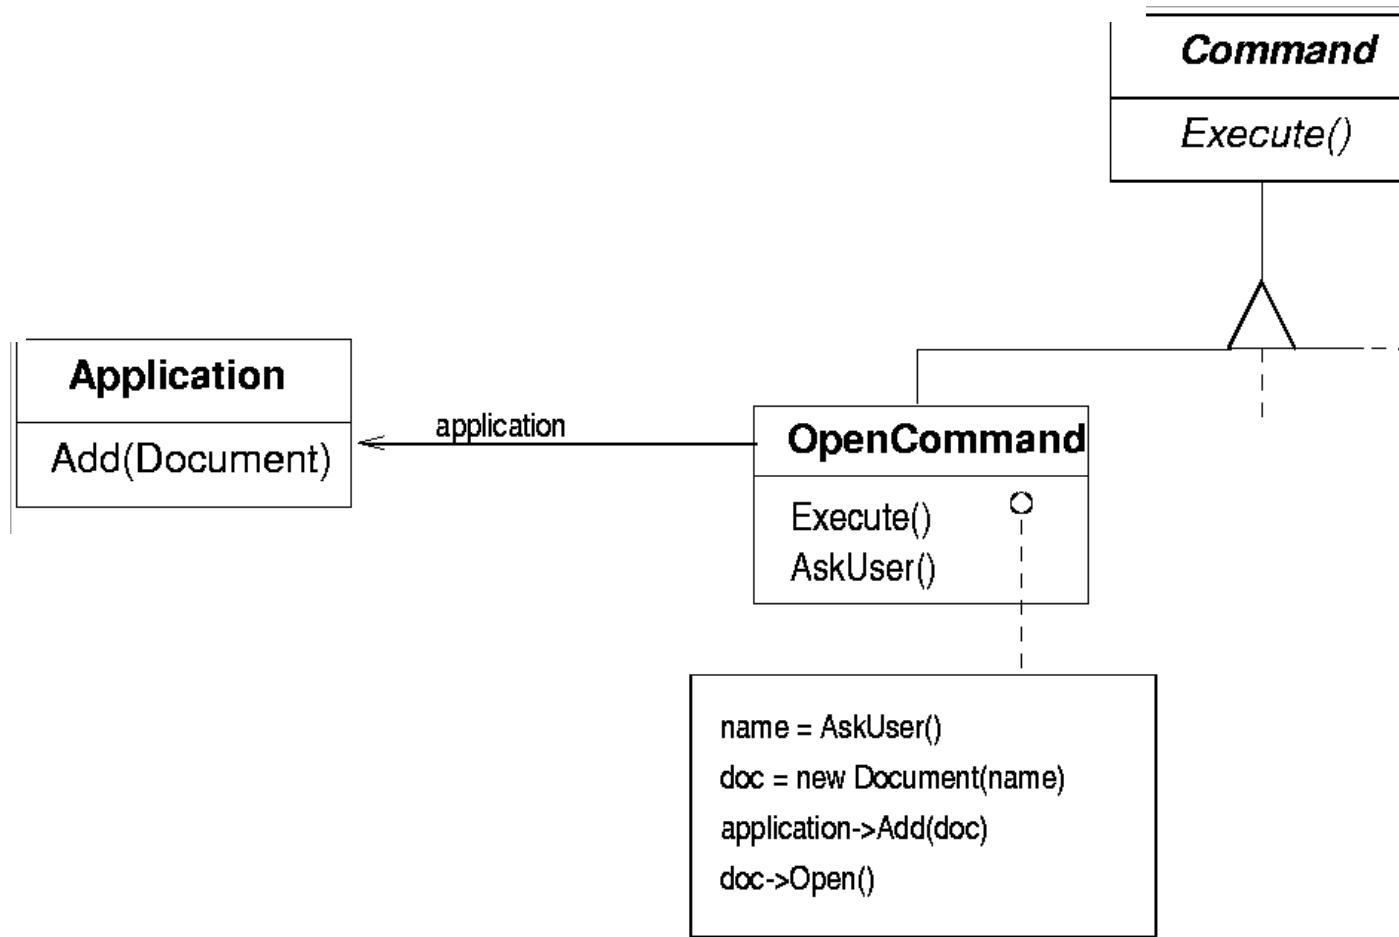 Command
Execute()
Application
Add(Document)
application
OpenCommand
Execute()
AskUser()
name = AskUser()
doc = new Document(name)
application->Add(doc)
doc->Open()